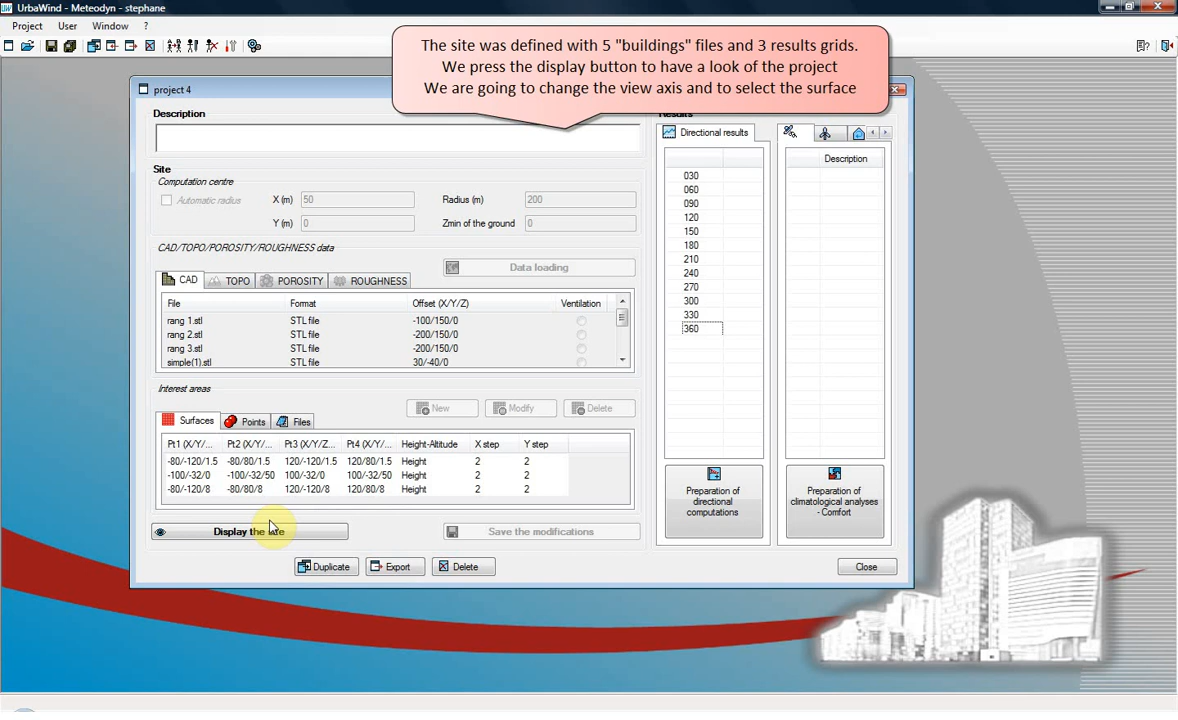 UrbaWind - Meteodyn - stephane
Project User Window ?
The site was defined with 5 "buildings" files and 3 results grids.
We press the display button to have a look of the project
We are going to change the view axis and to select the surface
project 4
Description
Site
Computation centre
Automatic radius X (m) 50 Radius (m) 200
Y (m) 0 Zmin of the ground 0
CAD/TOPO/POROSITY/ROUGHNESS data
Data loading
CAD TOPO POROSITY ROUGHNESS
File Format Offset (X/Y/Z) Ventilation
rang 1.stl STL file -100/150/0
rang 2.stl STL file -200/150/0
rang 3.stl STL file -200/150/0
simple(1).stl STL file 30/-40/0
Interest areas
New Modify Delete
Surfaces Points Files
Pt1 (X/Y/... Pt2 (X/Y/... Pt3 (X/Y/Z... Pt4 (X/Y/... Height-Altitude X step Y step
-80/-120/1.5 -80/80/1.5 120/-120/1.5 120/80/1.5 Height 2 2
-100/-32/0 -100/-32/50 100/-32/0 100/-32/50 Height 2 2
-80/-120/8 -80/80/8 120/-120/8 120/80/8 Height 2 2
Display the site Save the modifications
Duplicate Export Delete
Results
Directional results
030
060
090
120
150
180
210
240
270
300
330
360
Preparation of
directional
computations
Description
Preparation of
climatological analyses
- Comfort
Close